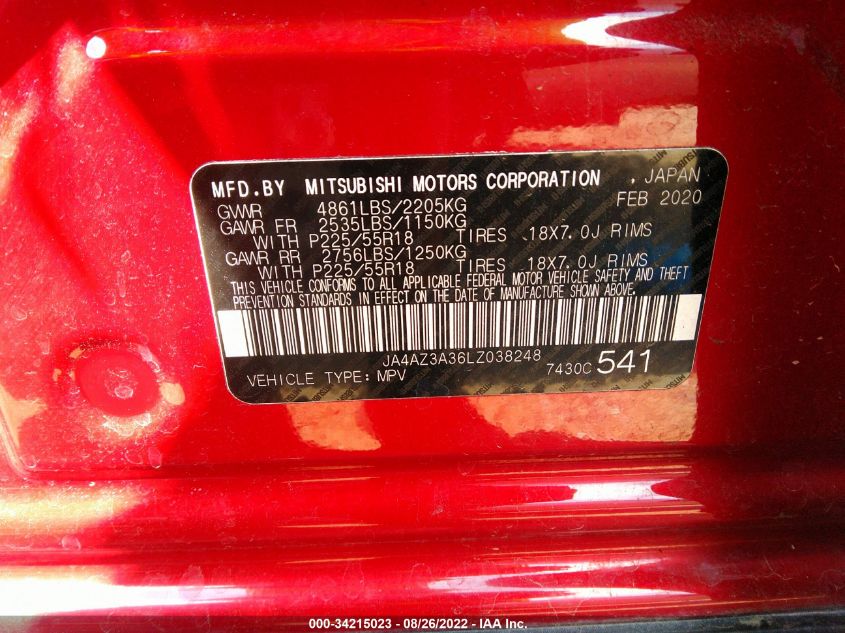 MFD.BY MITSUBISHI MOTORS CORPORATION , JAPAN
GVWR 4861LBS/2205KG FEB 2020
GAWR FR 2535LBS/1150KG
WITH P225/55R18 TIRES ,18X7.0J RIMS
GAWR RR 2756LBS/1250KG
WITH P225/55R18 TIRES ,18X7.0J RIMS
THIS VEHICLE CONFORMS TO ALL APPLICABLE FEDERAL MOTOR VEHICLE SAFETY AND THEFT
PREVENTION STANDARDS IN EFFECT ON THE DATE OF MANUFACTURE SHOWN ABOVE.
JA4AZ3A36LZ038248
VEHICLE TYPE: MPV 7430C 541
000-34215023 - 08/26/2022 - IAA Inc.